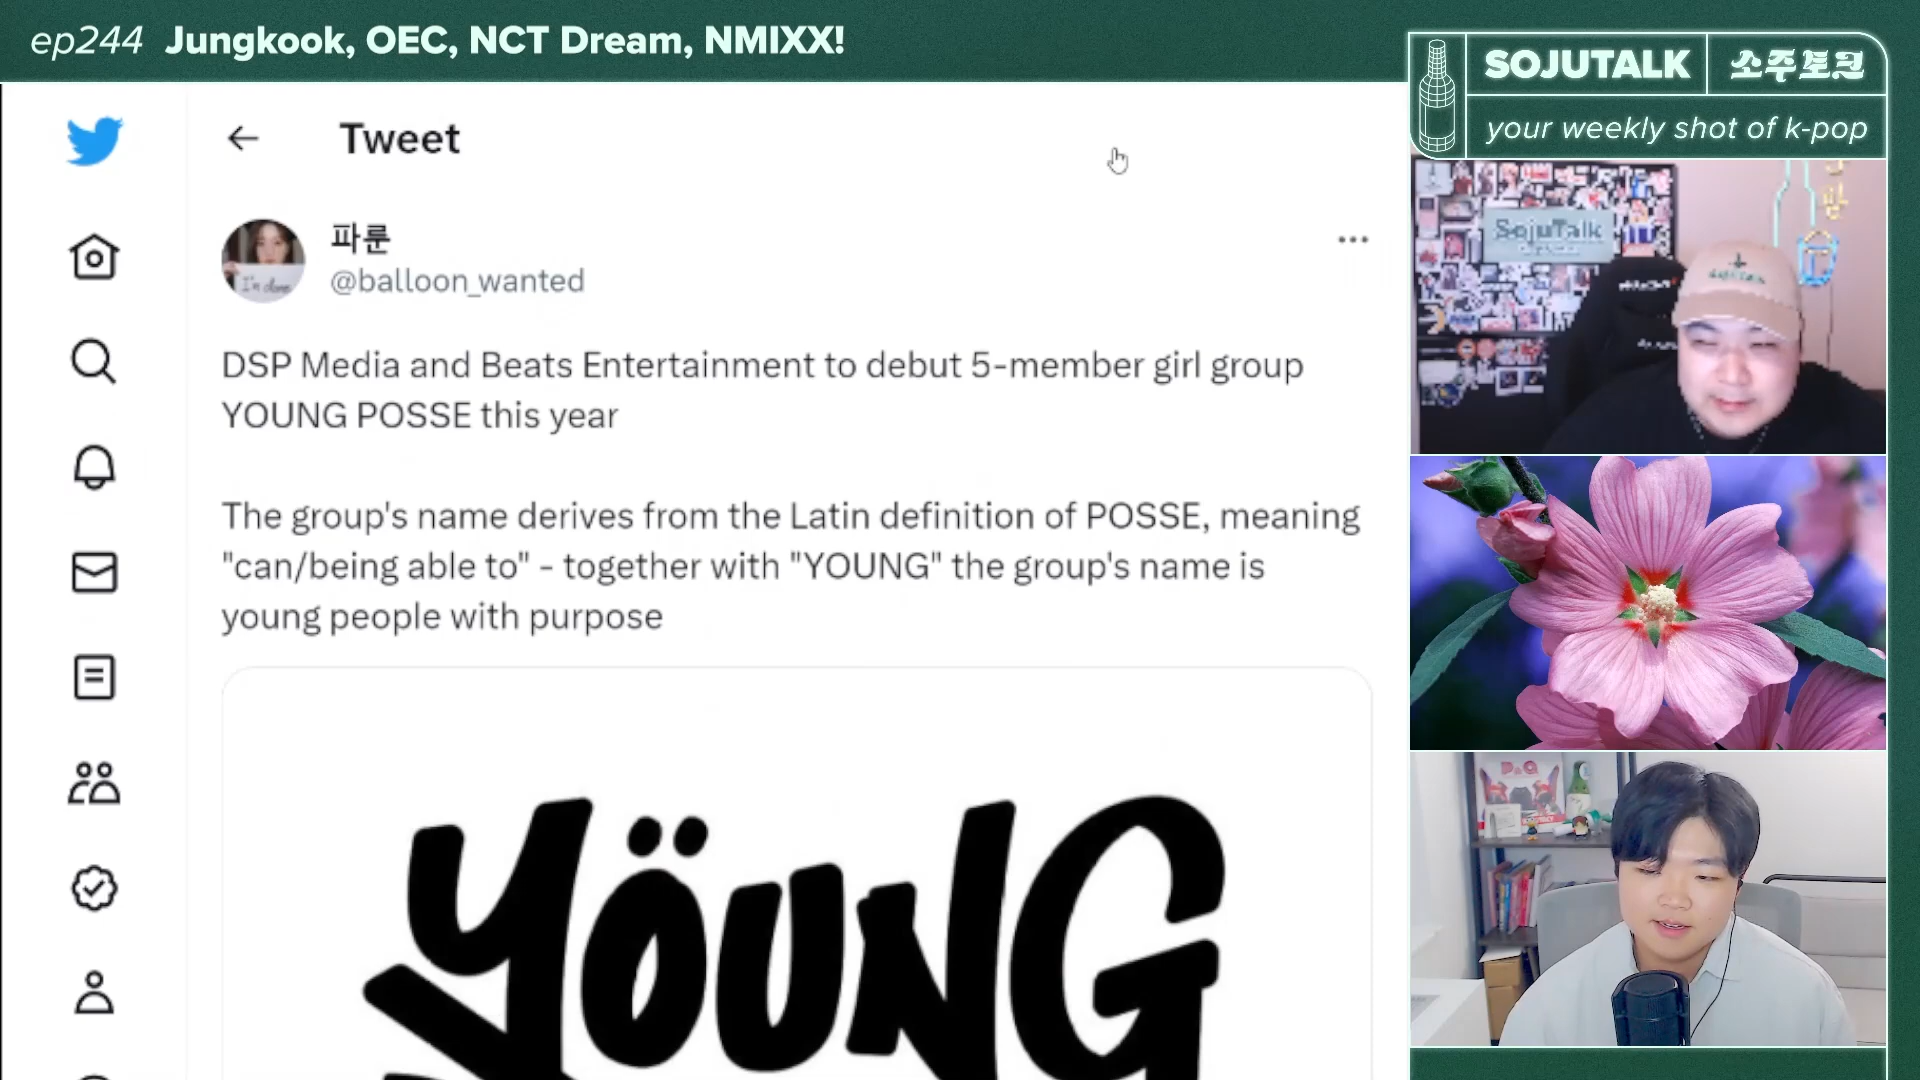 ep244 Jungkook, OEC, NCT Dream, NMIXX!
SOJUTALK 소주토크
your weekly shot of k-pop
Tweet
파룬
@balloon_wanted
I'm done
DSP Media and Beats Entertainment to debut 5-member girl group
YOUNG POSSE this year
The group's name derives from the Latin definition of POSSE, meaning
"can/being able to" - together with "YOUNG" the group's name is
young people with purpose
YÖUNG
SojuTalk